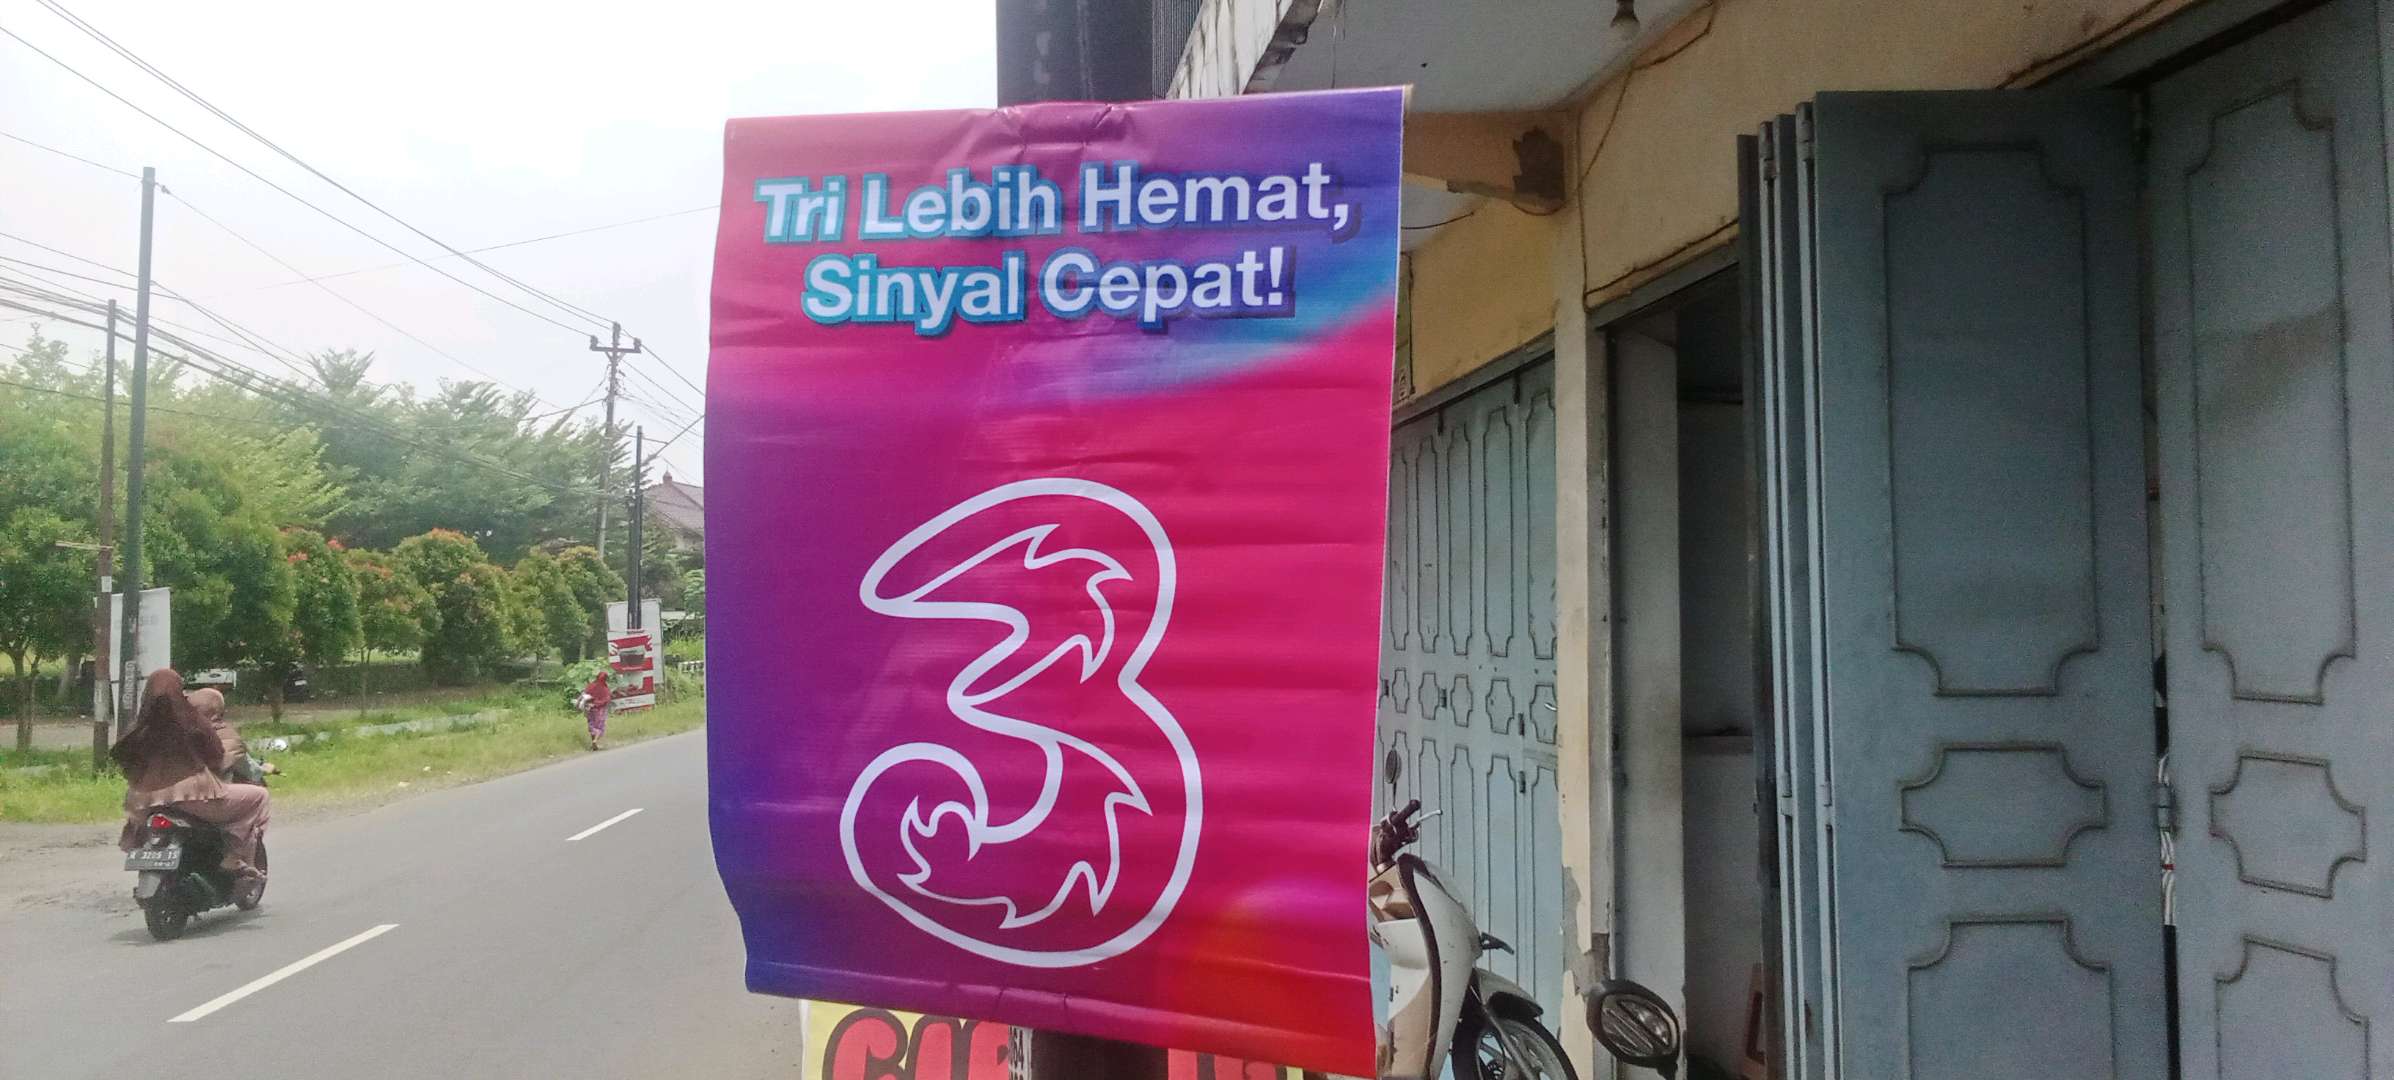 Tri Lebih Hemat,
Sinyal Cepat!
3